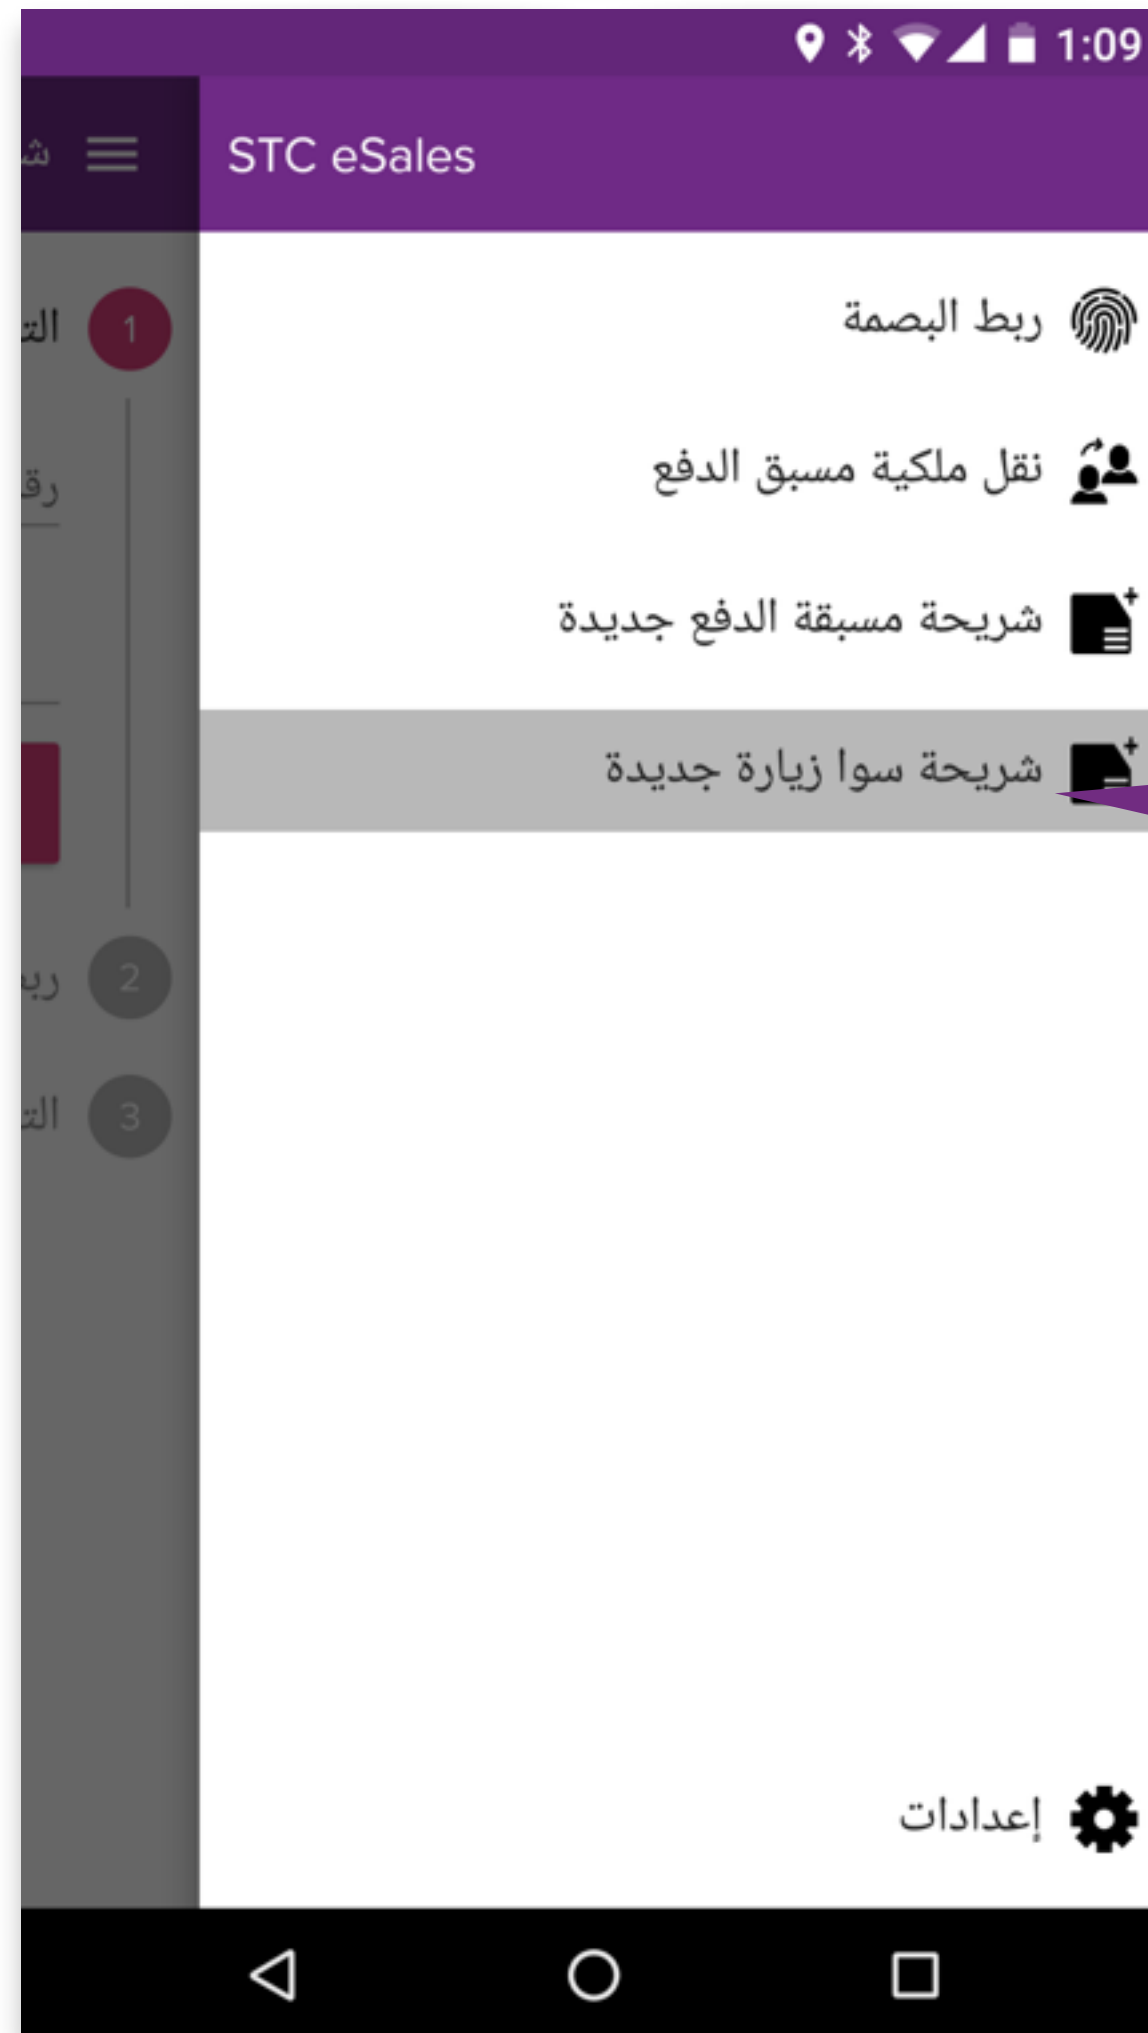 1:09
STC eSales
ربط البصمة
نقل ملكية مسبق الدفع
شريحة مسبقة الدفع جديدة
شريحة سوا زيارة جديدة
إعدادات
1
2
3